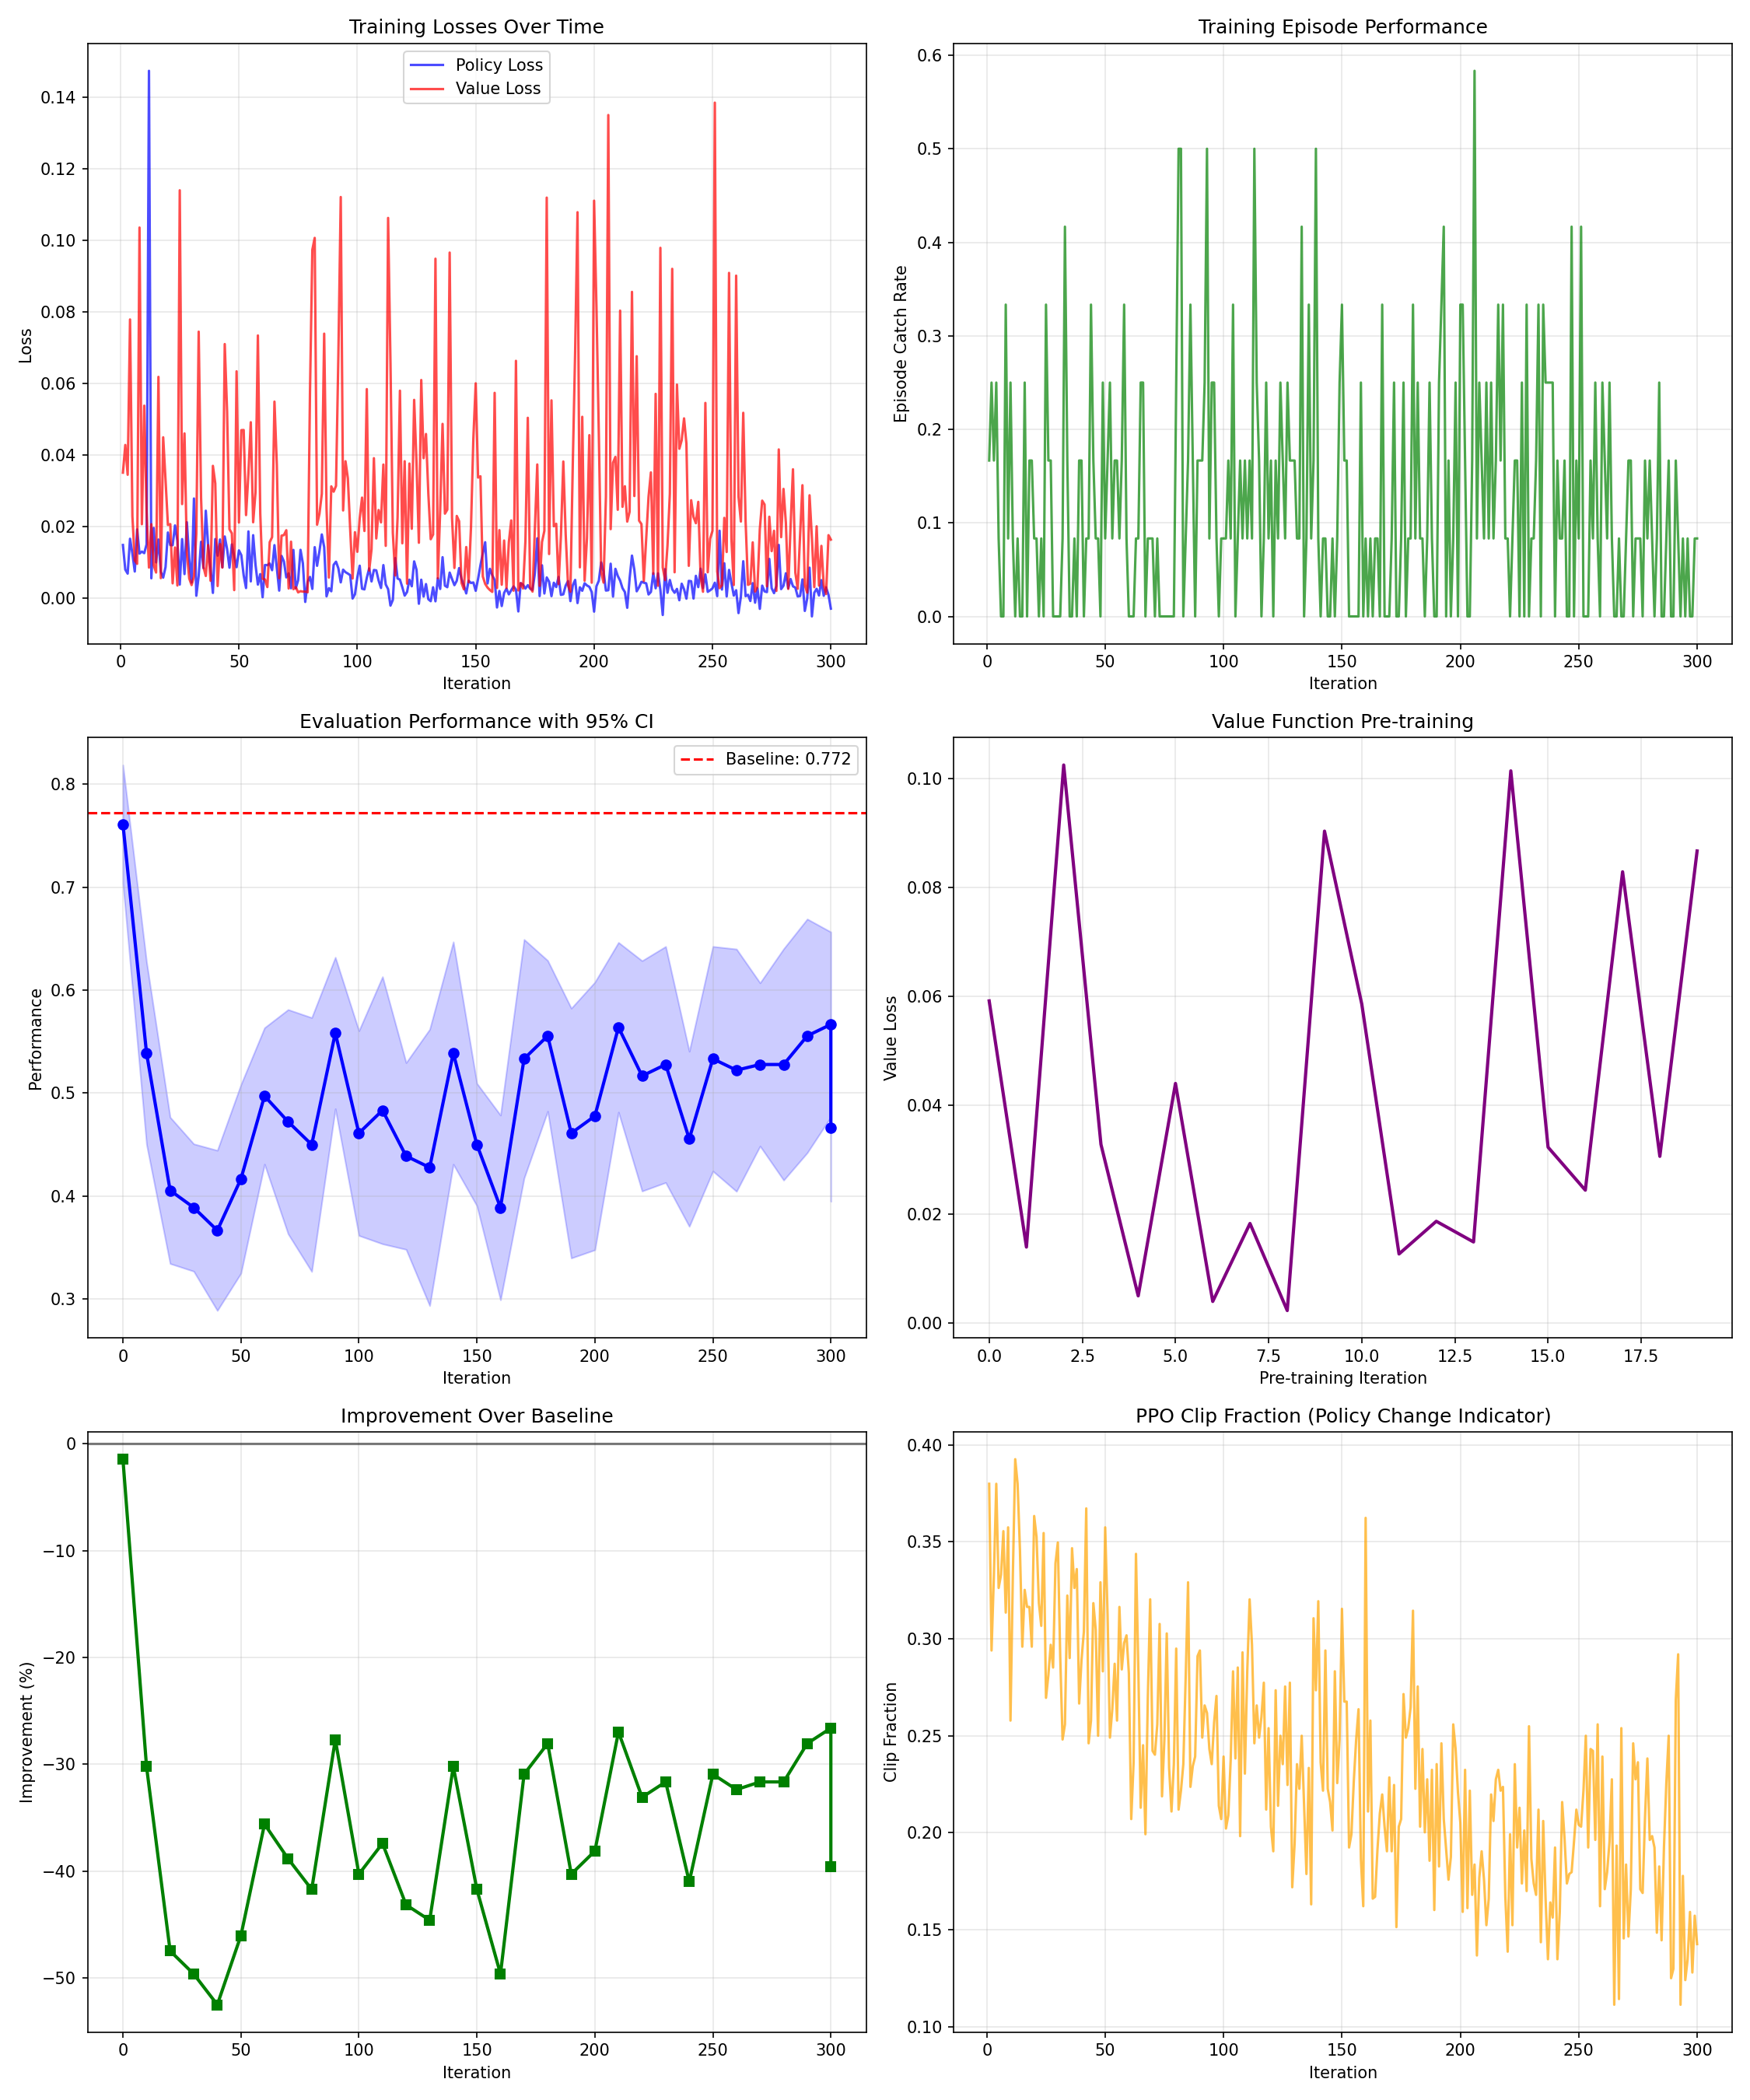 Training Losses Over Time
Policy Loss
Value Loss
0.14
0.12
0.10
0.08
0.06
0.04
0.02
0.00
Loss
0 50 100 150 200 250 300
Iteration
Training Episode Performance
0.6
0.5
0.4
0.3
0.2
0.1
0.0
Episode Catch Rate
0 50 100 150 200 250 300
Iteration
Evaluation Performance with 95% CI
Baseline: 0.772
0.8
0.7
0.6
0.5
0.4
0.3
Performance
0 50 100 150 200 250 300
Iteration
Value Function Pre-training
0.10
0.08
0.06
0.04
0.02
0.00
Value Loss
0.0 2.5 5.0 7.5 10.0 12.5 15.0 17.5
Pre-training Iteration
Improvement Over Baseline
0
−10
−20
−30
−40
−50
Improvement (%)
0 50 100 150 200 250 300
Iteration
PPO Clip Fraction (Policy Change Indicator)
0.40
0.35
0.30
0.25
0.20
0.15
0.10
Clip Fraction
0 50 100 150 200 250 300
Iteration